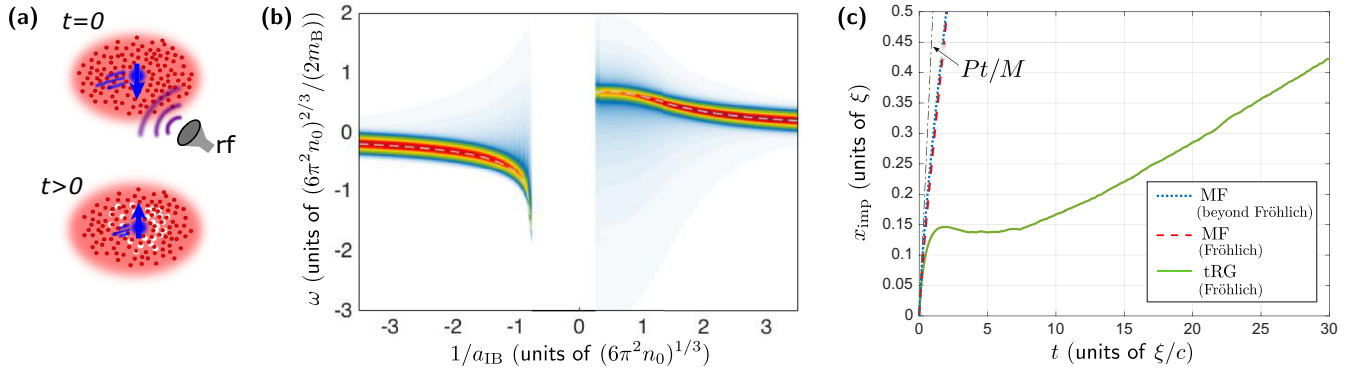 (a)
t=0
rf
t>0
(b)
ω (units of (6π²n₀)^{2/3}/(2m_B))
2
1
0
-1
-2
-3
-3 -2 -1 0 1 2 3
1/a_IB (units of (6π²n₀)^{1/3})
(c)
x_imp (units of ξ)
0.5
0.45
0.4
0.35
0.3
0.25
0.2
0.15
0.1
0.05
0
Pt/M
MF
(beyond Fröhlich)
MF
(Fröhlich)
tRG
(Fröhlich)
0 5 10 15 20 25 30
t (units of ξ/c)